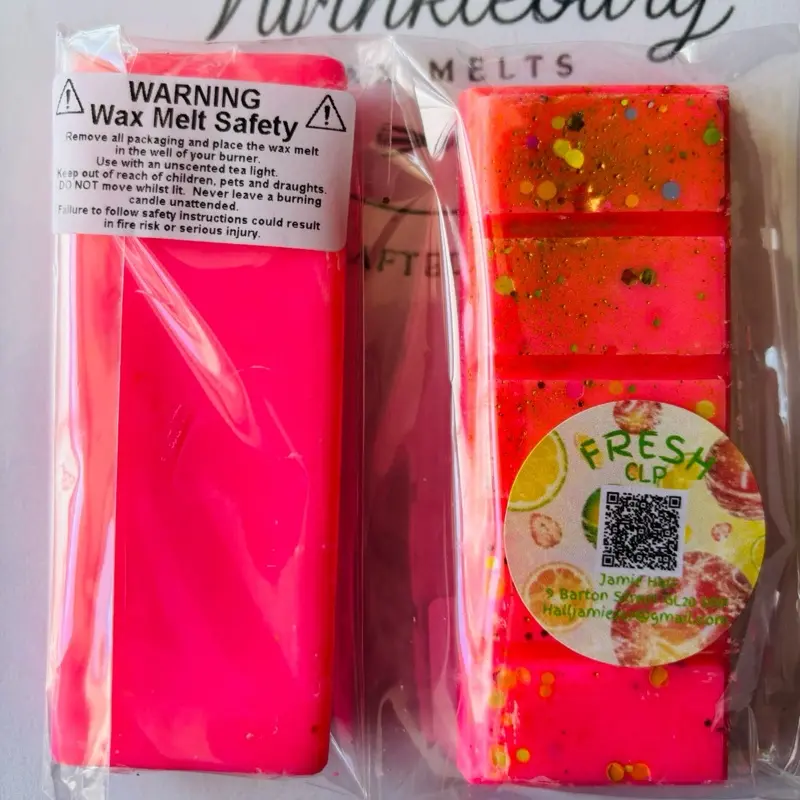 MELTS
WARNING
Wax Melt Safety
Remove all packaging and place the wax melt
in the well of your burner.
Use with an unscented tea light.
Keep out of reach of children, pets and draughts.
DO NOT move whilst lit. Never leave a burning
candle unattended.
Failure to follow safety instructions could result
in fire risk or serious injury.
FRESH
CLP
9 Barton